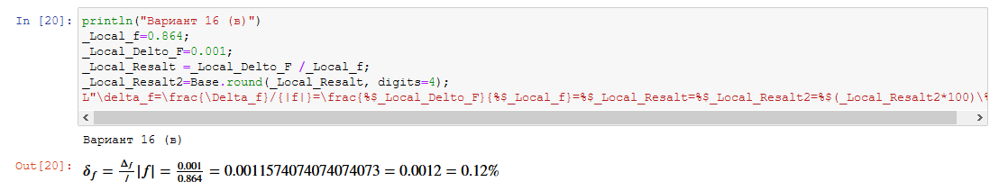 In [20]: println("Вариант 16 (в)")
_Local_f=0.864;
_Local_Delto_F=0.001;
_Local_Resalt =_Local_Delto_F /_Local_f;
_Local_Resalt2=Base.round(_Local_Resalt, digits=4);
L"\delta_f=\frac{\Delta_f}/{|f|}=\frac{%$_Local_Delto_F}{%$_Local_f}=%$_Local_Resalt=%$_Local_Resalt2=%$(_Local_Resalt2*100)\%
Вариант 16 (в)
Out[20]: δ_f = \frac{Δ_f}{/}|f| = \frac{0.001}{0.864} = 0.0011574074074074073 = 0.0012 = 0.12%